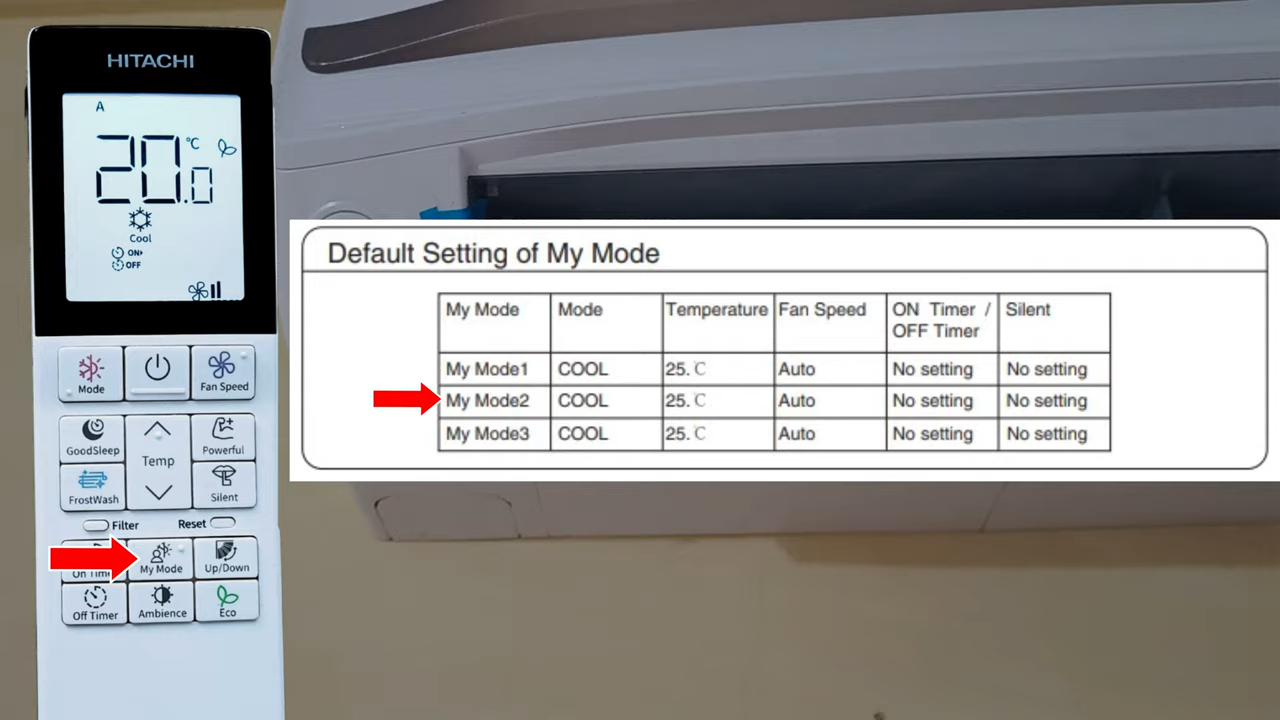 HITACHI
A
20.0 °C
Cool
ON
OFF
Mode
Fan Speed
GoodSleep
Temp
Powerful
FrostWash
Silent
Filter
Reset
On Time
My Mode
Up/Down
Off Timer
Ambience
Eco
Default Setting of My Mode
My Mode Mode Temperature Fan Speed ON Timer / OFF Timer Silent
My Mode1 COOL 25.℃ Auto No setting No setting
My Mode2 COOL 25.℃ Auto No setting No setting
My Mode3 COOL 25.℃ Auto No setting No setting